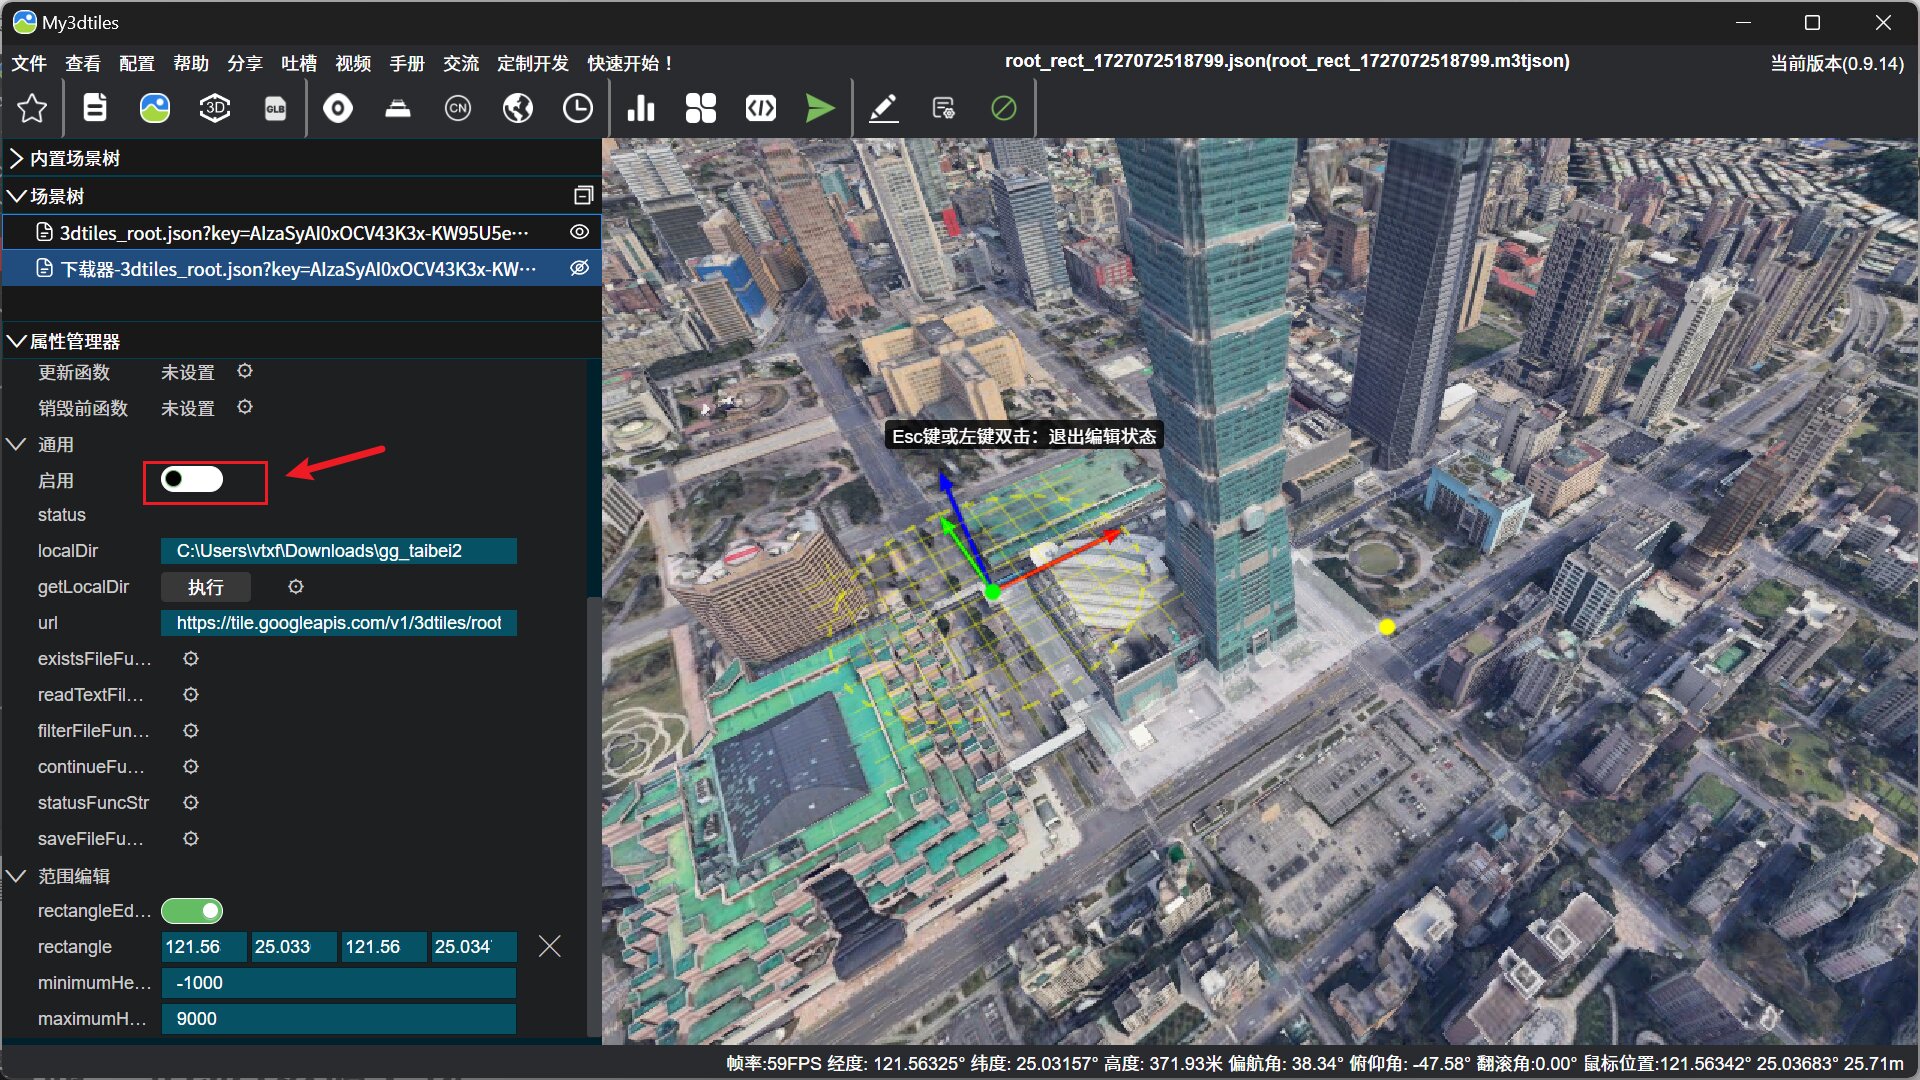 My3dtiles
文件 查看 配置 帮助 分享 吐槽 视频 手册 交流 定制开发 快速开始！
root_rect_1727072518799.json(root_rect_1727072518799.m3tjson)
当前版本(0.9.14)
3D
GLB
CN
内置场景树
场景树
3dtiles_root.json?key=AIzaSyAI0xOCV43K3x-KW95U5e···
下载器-3dtiles_root.json?key=AIzaSyAI0xOCV43K3x-KW···
属性管理器
更新函数 未设置
销毁前函数 未设置
通用
启用
status
localDir C:\Users\vtxf\Downloads\gg_taibei2
getLocalDir 执行
url https://tile.googleapis.com/v1/3dtiles/root
existsFileFu...
readTextFil...
filterFileFun...
continueFu...
statusFuncStr
saveFileFu...
范围编辑
rectangleEd...
rectangle 121.56 25.033 121.56 25.034
minimumHe... -1000
maximumH... 9000
Esc键或左键双击：退出编辑状态
帧率:59FPS 经度: 121.56325° 纬度: 25.03157° 高度: 371.93米 偏航角: 38.34° 俯仰角: -47.58° 翻滚角:0.00° 鼠标位置:121.56342° 25.03683° 25.71m